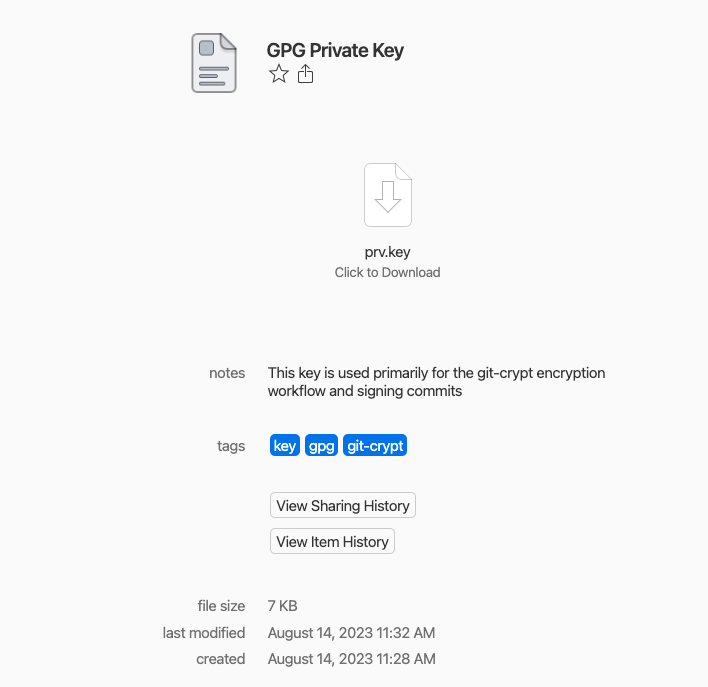 GPG Private Key
prv.key
Click to Download
notes This key is used primarily for the git-crypt encryption
workflow and signing commits
tags key gpg git-crypt
View Sharing History
View Item History
file size 7 KB
last modified August 14, 2023 11:32 AM
created August 14, 2023 11:28 AM